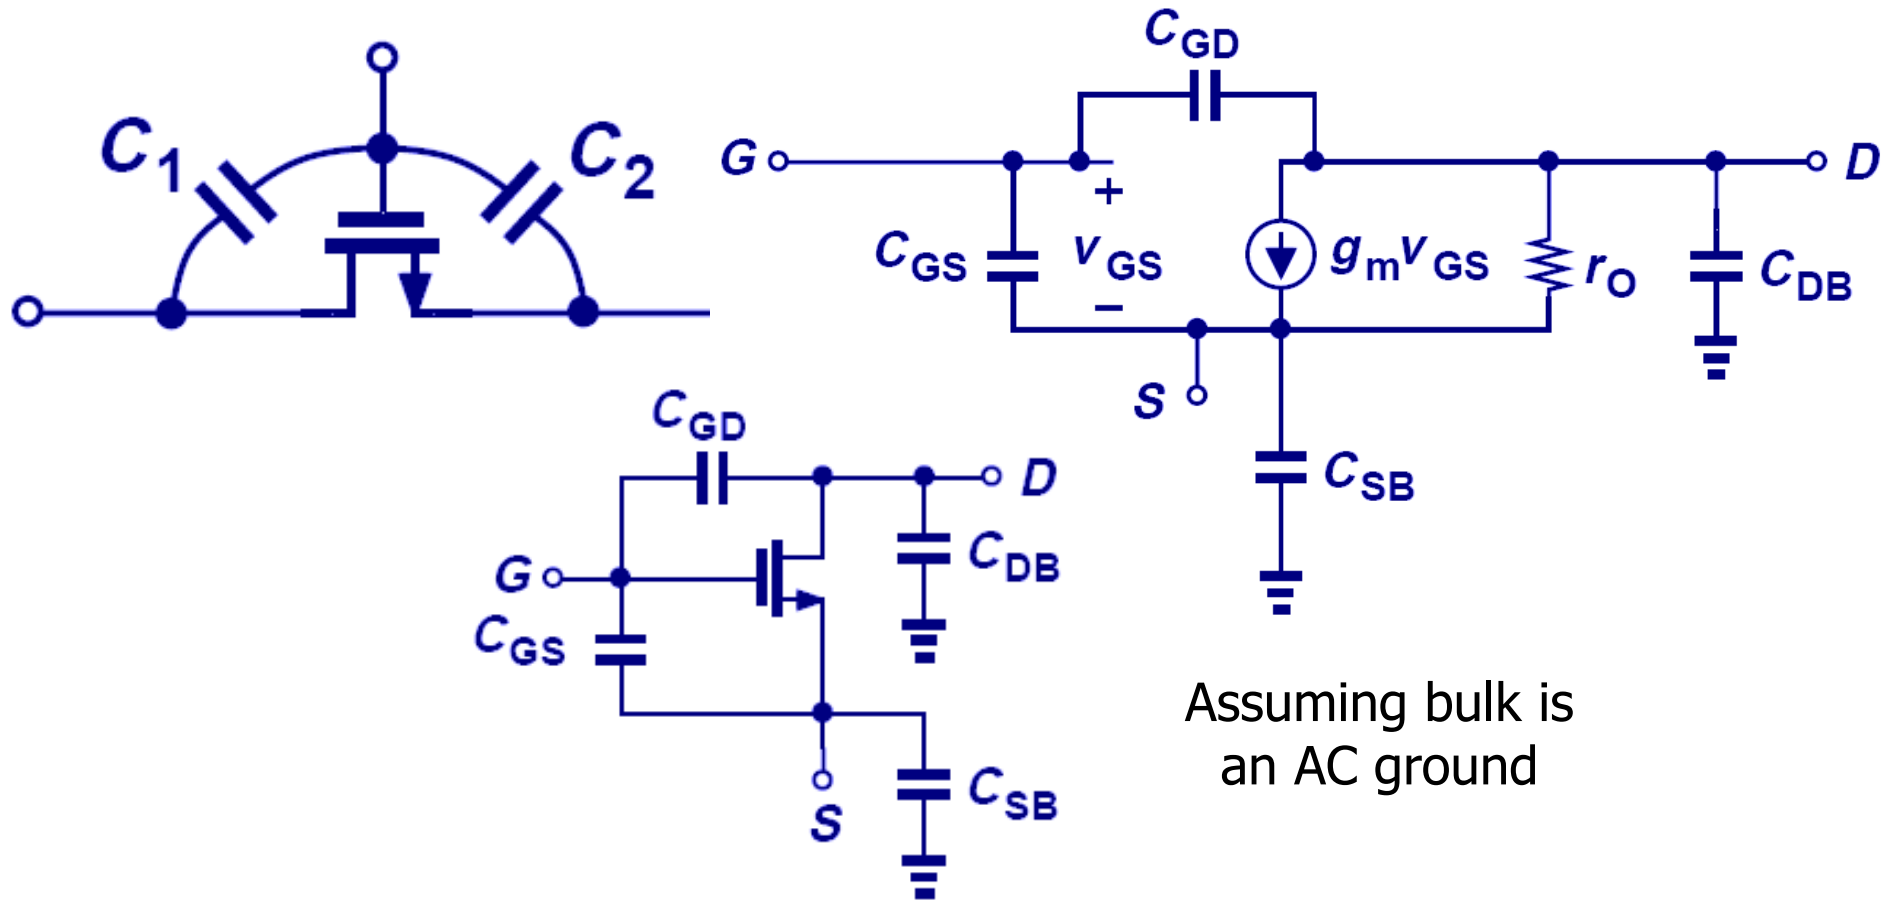 C1
C2
CGD
G
+
vGS
−
CGS
gmvGS
rO
D
CDB
S
CSB
CGD
D
G
CDB
CGS
S
CSB
Assuming bulk is
an AC ground